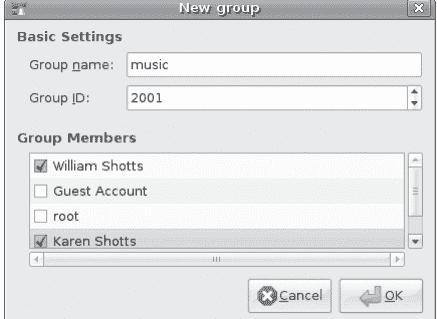 New group
Basic Settings
Group name: music
Group ID: 2001
Group Members
William Shotts
Guest Account
root
Karen Shotts
Cancel OK